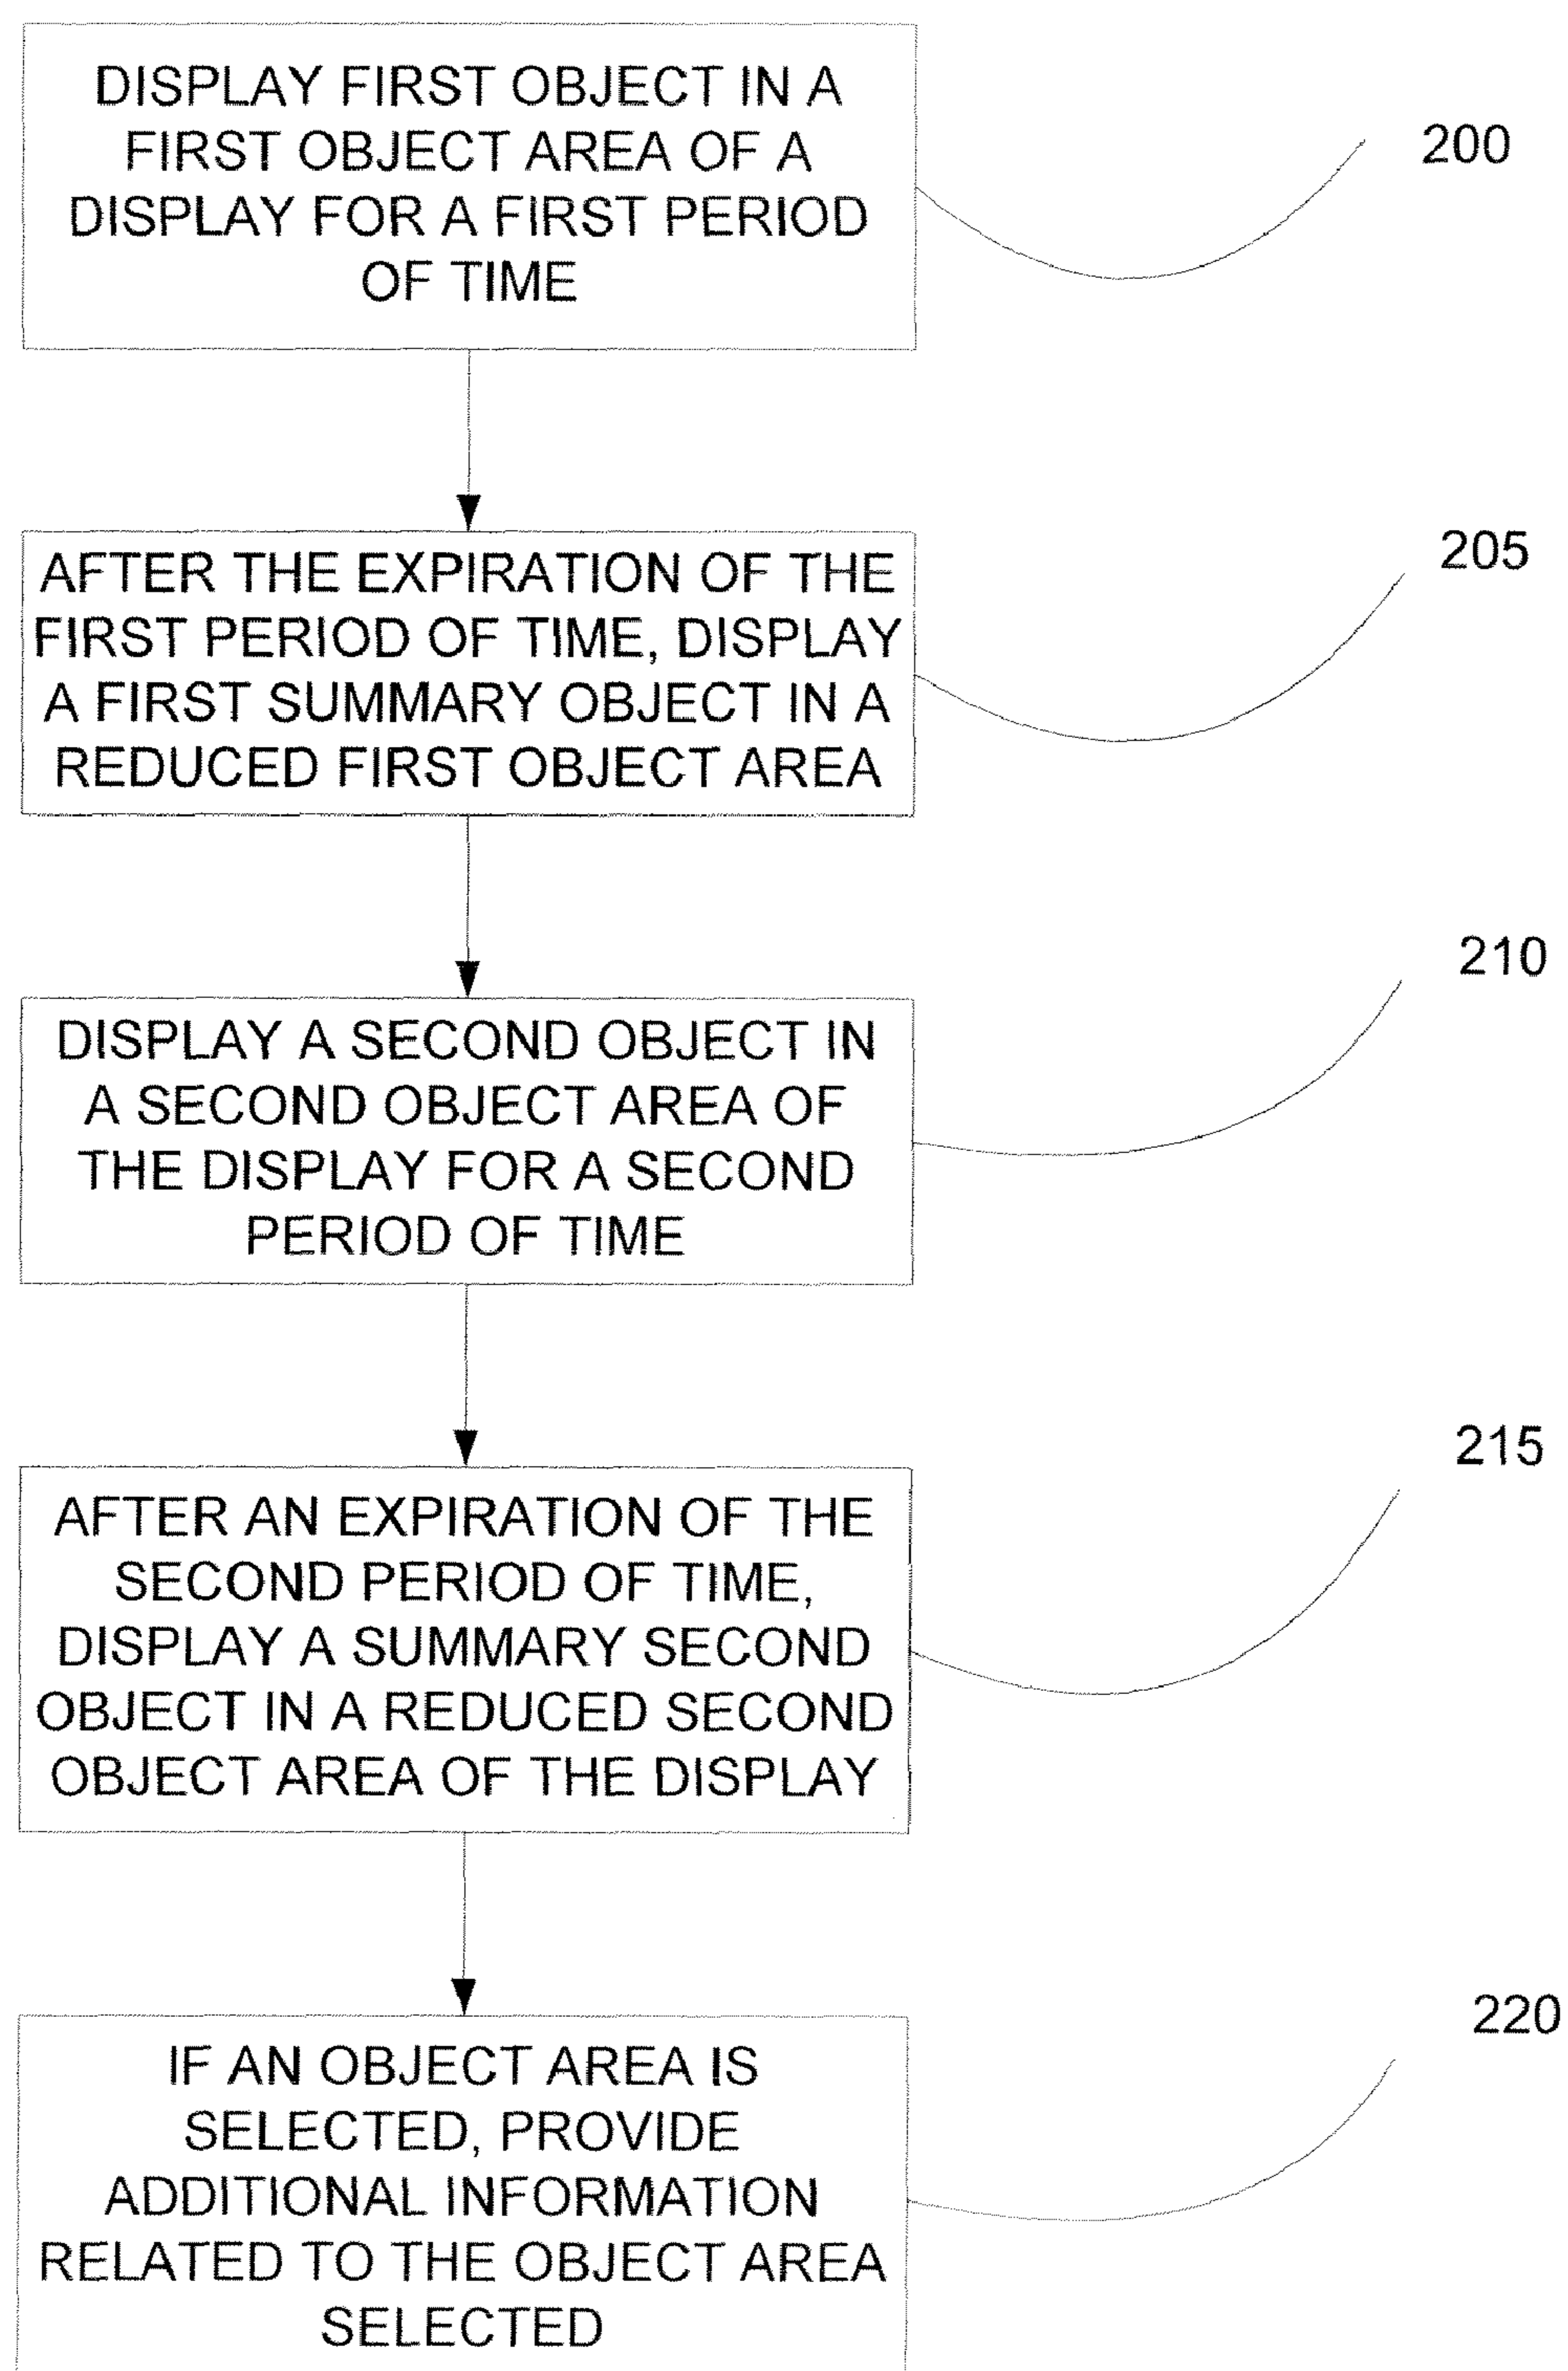 DISPLAY FIRST OBJECT IN A
FIRST OBJECT AREA OF A
DISPLAY FOR A FIRST PERIOD
OF TIME
200
AFTER THE EXPIRATION OF THE
FIRST PERIOD OF TIME, DISPLAY
A FIRST SUMMARY OBJECT IN A
REDUCED FIRST OBJECT AREA
205
DISPLAY A SECOND OBJECT IN
A SECOND OBJECT AREA OF
THE DISPLAY FOR A SECOND
PERIOD OF TIME
210
AFTER AN EXPIRATION OF THE
SECOND PERIOD OF TIME,
DISPLAY A SUMMARY SECOND
OBJECT IN A REDUCED SECOND
OBJECT AREA OF THE DISPLAY
215
IF AN OBJECT AREA IS
SELECTED, PROVIDE
ADDITIONAL INFORMATION
RELATED TO THE OBJECT AREA
SELECTED
220